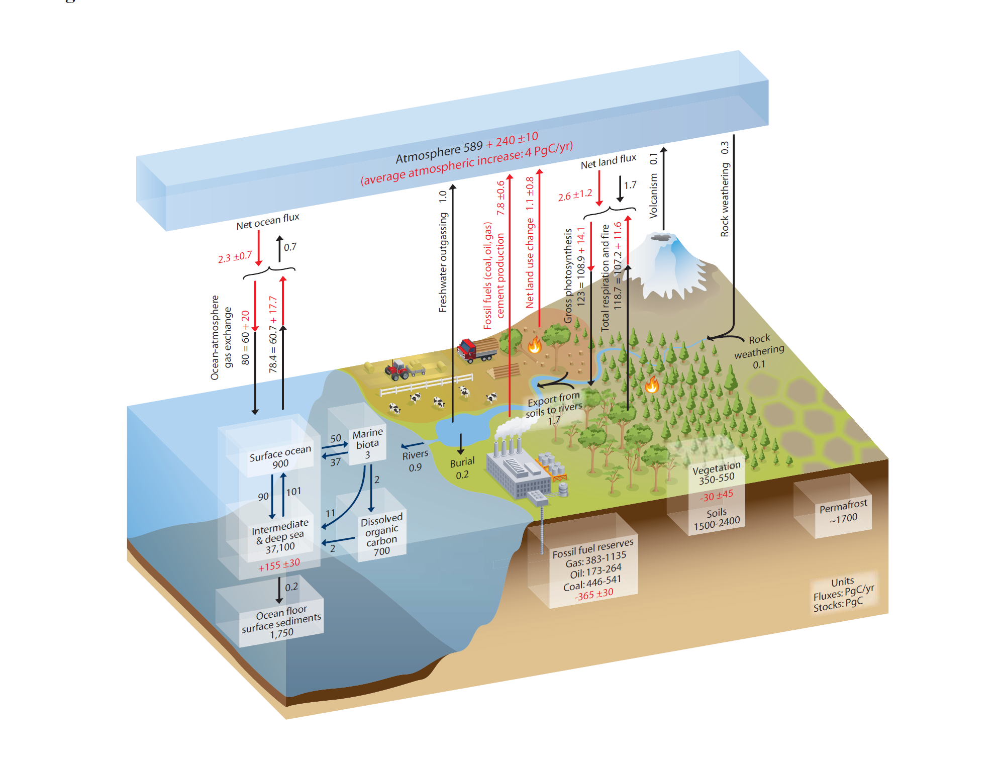 Atmosphere 589 + 240 ±10
(average atmospheric increase: 4 PgC/yr)
Net ocean flux
2.3 ±0.7
0.7
Ocean-atmosphere
gas exchange
80 = 60 + 20
78.4 = 60.7 + 17.7
Freshwater outgassing 1.0
Fossil fuels (coal, oil, gas)
cement production 7.8 ±0.6
Net land use change 1.1 ±0.8
Net land flux
2.6 ±1.2
1.7
Gross photosynthesis
123 = 108.9 + 14.1
Total respiration and fire
118.7 = 107.2 + 11.6
Volcanism 0.1
Rock weathering 0.3
Rock
weathering
0.1
Export from
soils to rivers
1.7
Surface ocean
900
50
37
Marine
biota
3
Rivers
0.9
Burial
0.2
90
101
11
2
Intermediate
& deep sea
37,100
+155 ±30
Dissolved
organic
carbon
700
2
0.2
Ocean floor
surface sediments
1,750
Vegetation
350-550
-30 ±45
Soils
1500-2400
Permafrost
~1700
Fossil fuel reserves
Gas: 383-1135
Oil: 173-264
Coal: 446-541
-365 ±30
Units
Fluxes: PgC/yr
Stocks: PgC